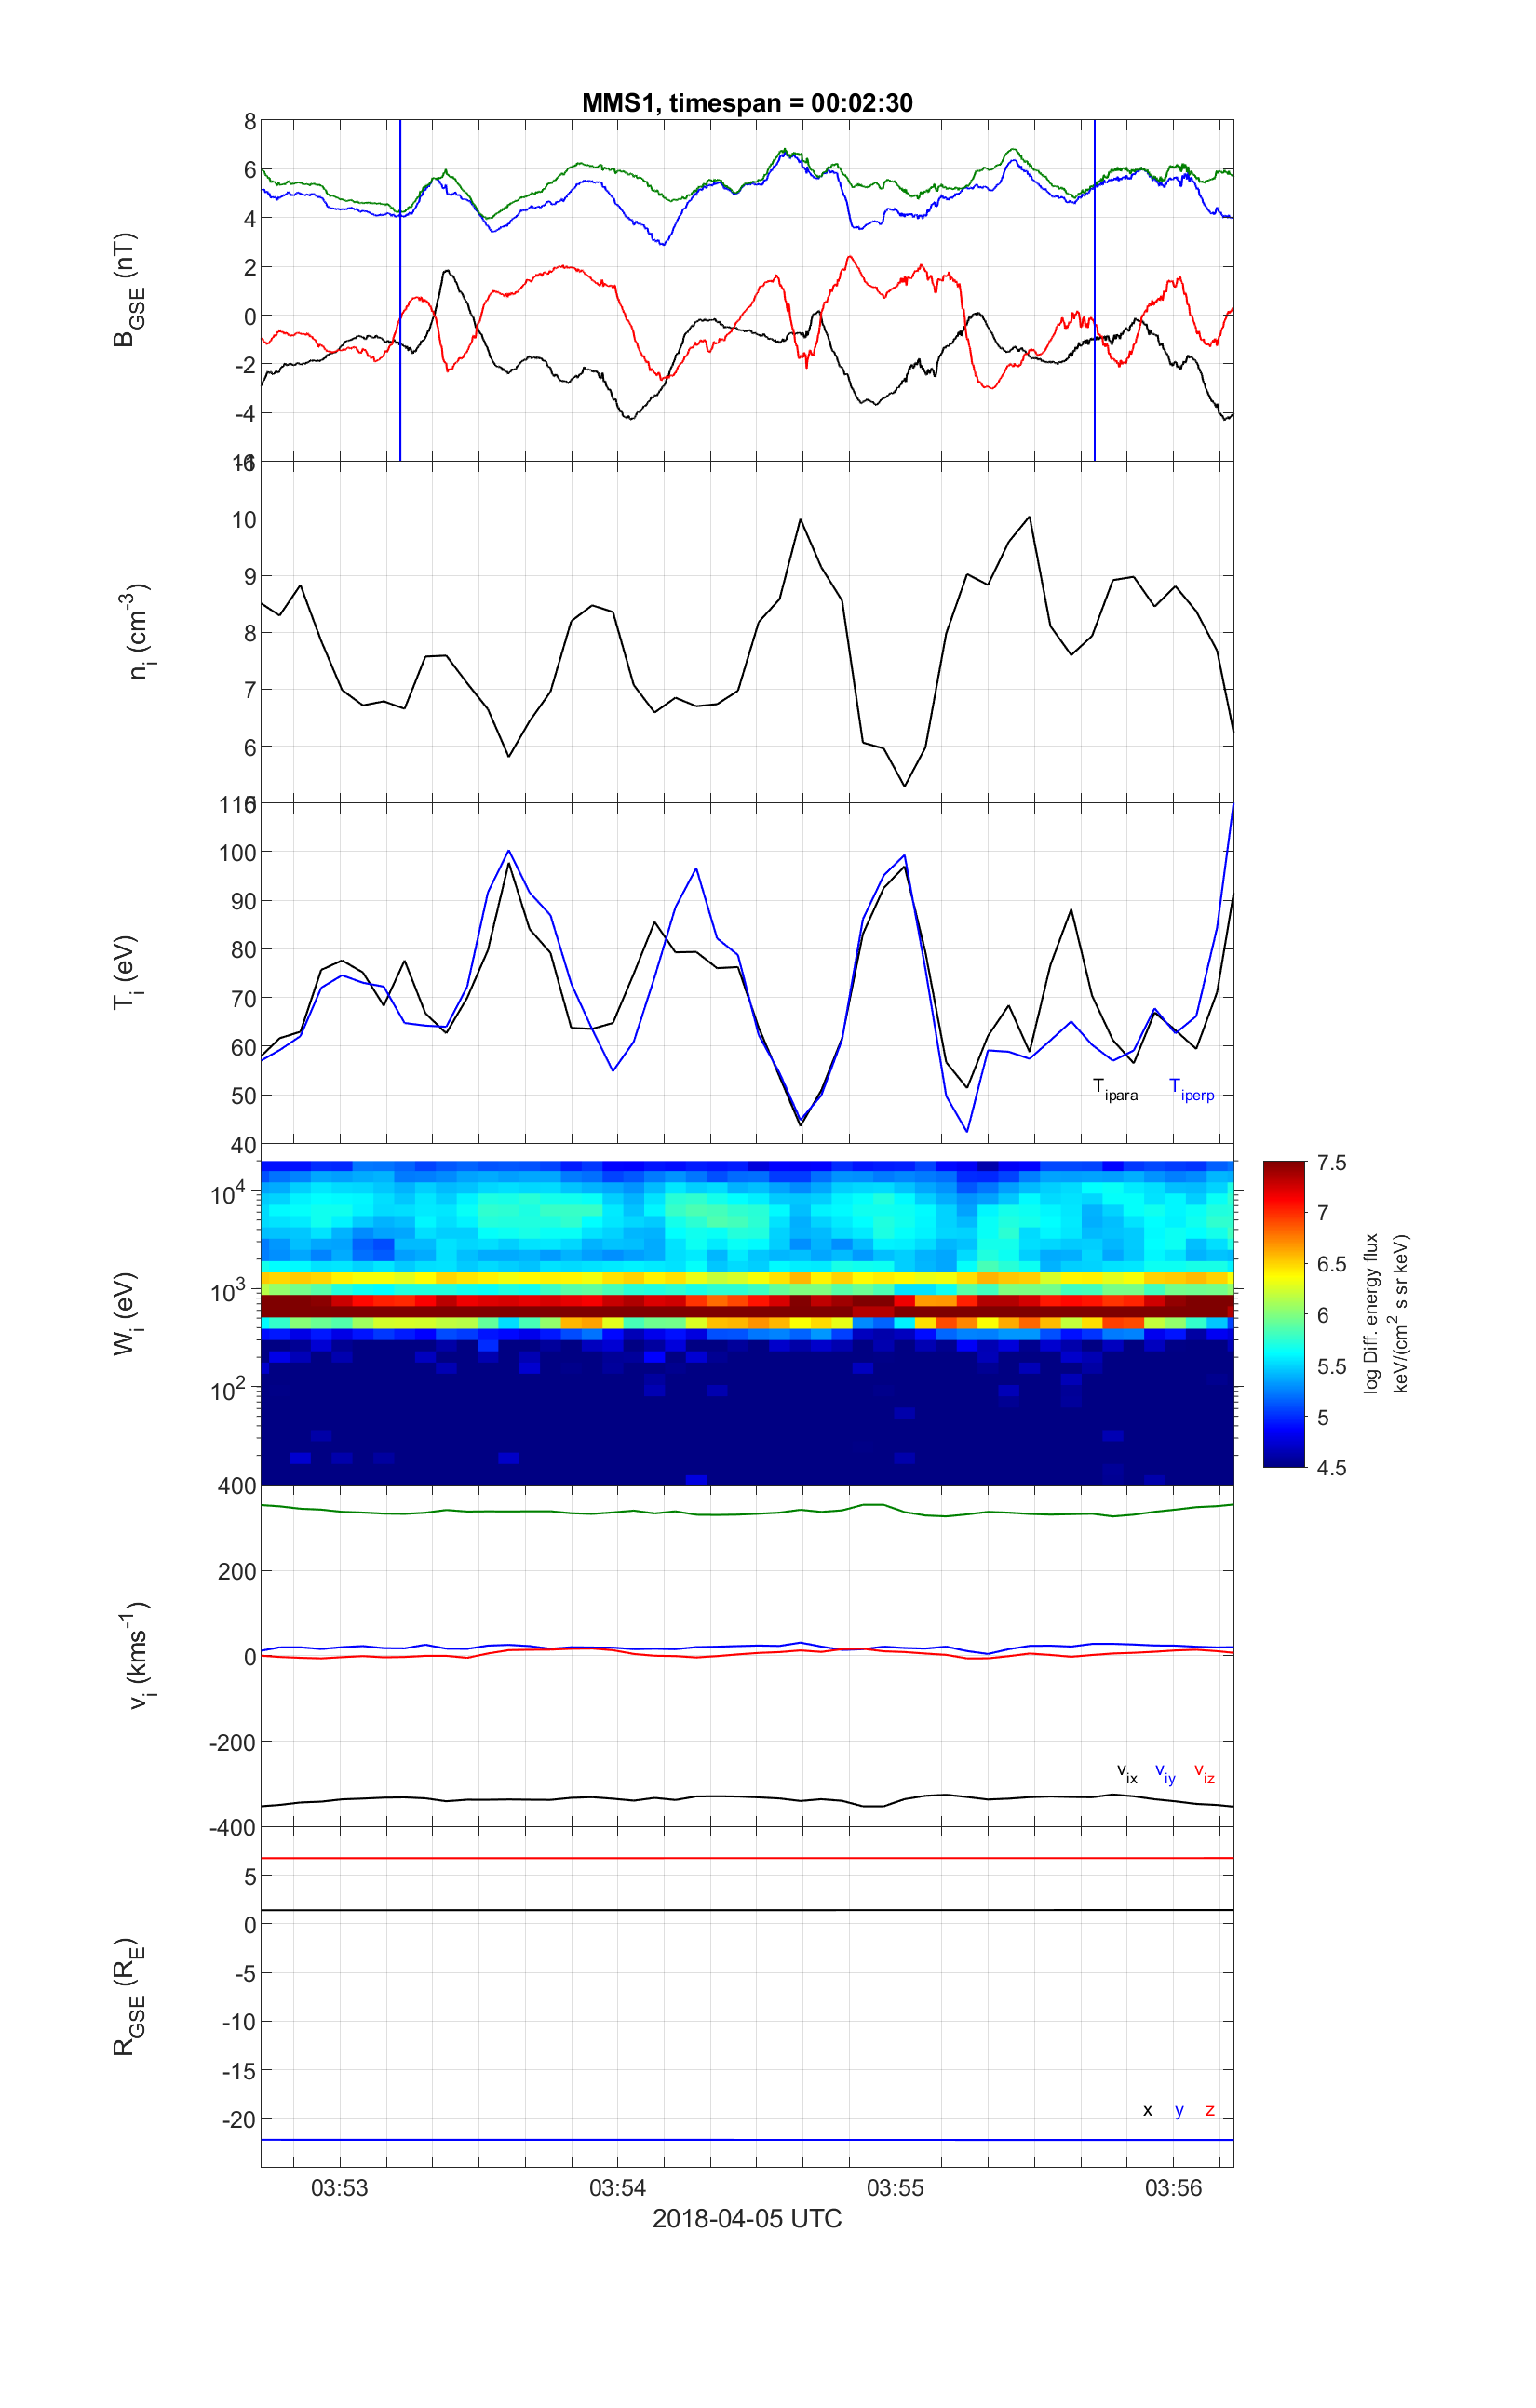 MMS1, timespan = 00:02:30
8
6
4
2
0
-2
-4
B_GSE (nT)
10
9
8
7
6
n_i (cm^-3)
100
90
80
70
60
50
40
T_i (eV)
T_ipara T_iperp
10^4
10^3
10^2
W_i (eV)
7.5
7
6.5
6
5.5
5
4.5
log Diff. energy flux
keV/(cm^2 s sr keV)
400
200
0
-200
-400
v_i (kms^-1)
v_ix v_iy v_iz
5
0
-5
-10
-15
-20
R_GSE (R_E)
x y z
03:53 03:54 03:55 03:56
2018-04-05 UTC